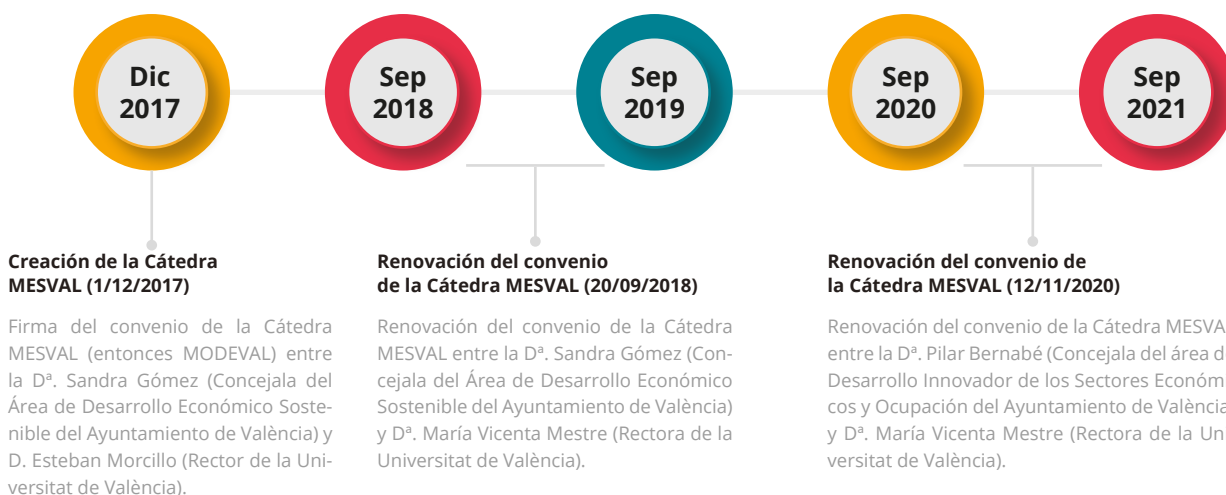 Dic
2017
Sep
2018
Sep
2019
Sep
2020
Sep
2021
Creación de la Cátedra
MESVAL (1/12/2017)
Firma del convenio de la Cátedra
MESVAL (entonces MODEVAL) entre
la Dª. Sandra Gómez (Concejala del
Área de Desarrollo Económico Soste-
nible del Ayuntamiento de València) y
D. Esteban Morcillo (Rector de la Uni-
versitat de València).
Renovación del convenio
de la Cátedra MESVAL (20/09/2018)
Renovación del convenio de la Cátedra
MESVAL entre la Dª. Sandra Gómez (Con-
cejala del Área de Desarrollo Económico
Sostenible del Ayuntamiento de València)
y Dª. María Vicenta Mestre (Rectora de la
Universitat de València).
Renovación del convenio de
la Cátedra MESVAL (12/11/2020)
Renovación del convenio de la Cátedra MESVA
entre la Dª. Pilar Bernabé (Concejala del área d
Desarrollo Innovador de los Sectores Económ
cos y Ocupación del Ayuntamiento de València
y Dª. María Vicenta Mestre (Rectora de la Un
versitat de València).